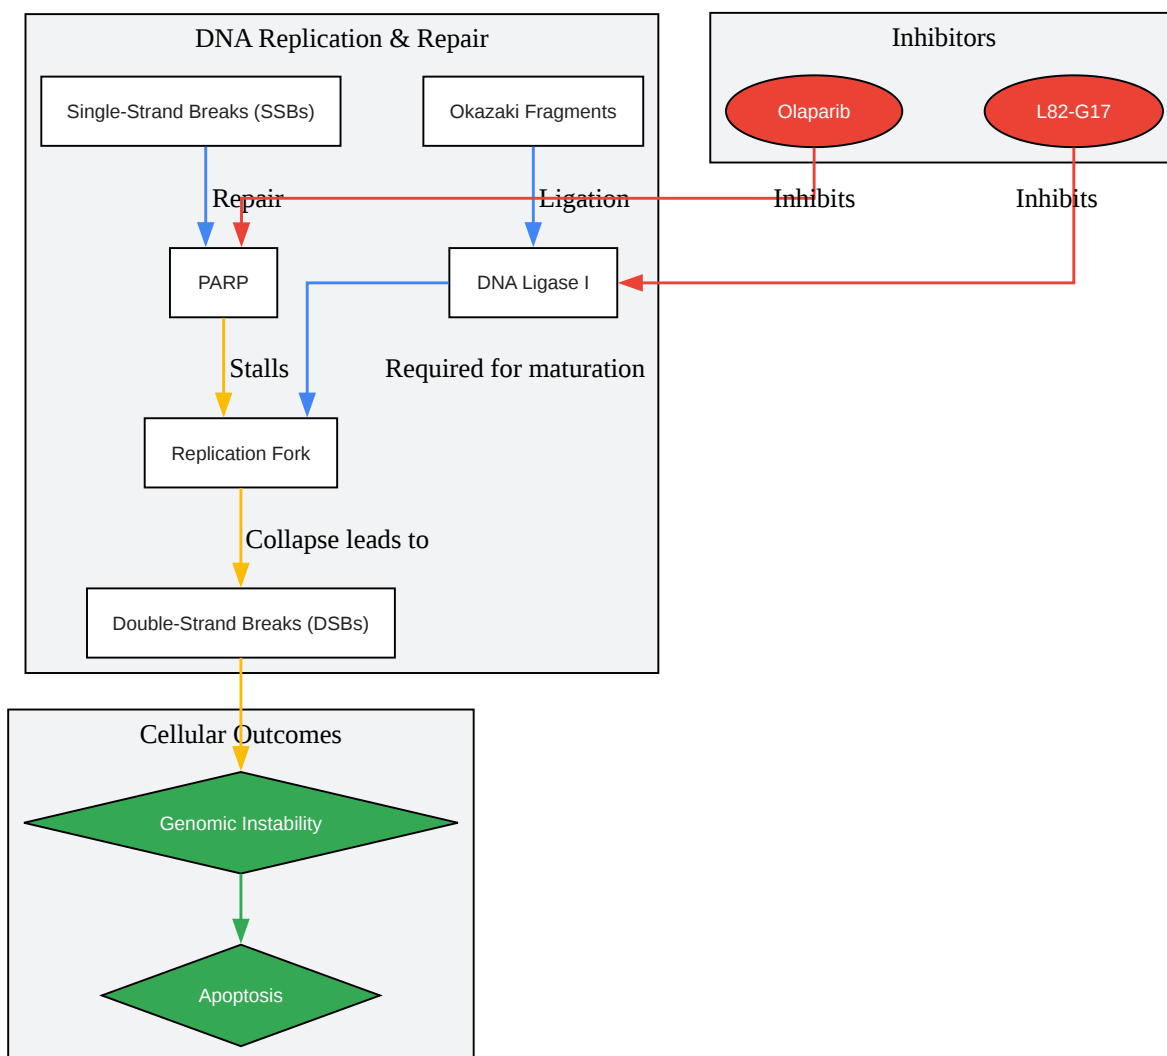 DNA Replication & Repair
Inhibitors
Single-Strand Breaks (SSBs)
Okazaki Fragments
Olaparib
L82-G17
Repair
Ligation
Inhibits
Inhibits
PARP
DNA Ligase I
Stalls
Required for maturation
Replication Fork
Collapse leads to
Double-Strand Breaks (DSBs)
Cellular Outcomes
Genomic Instability
Apoptosis